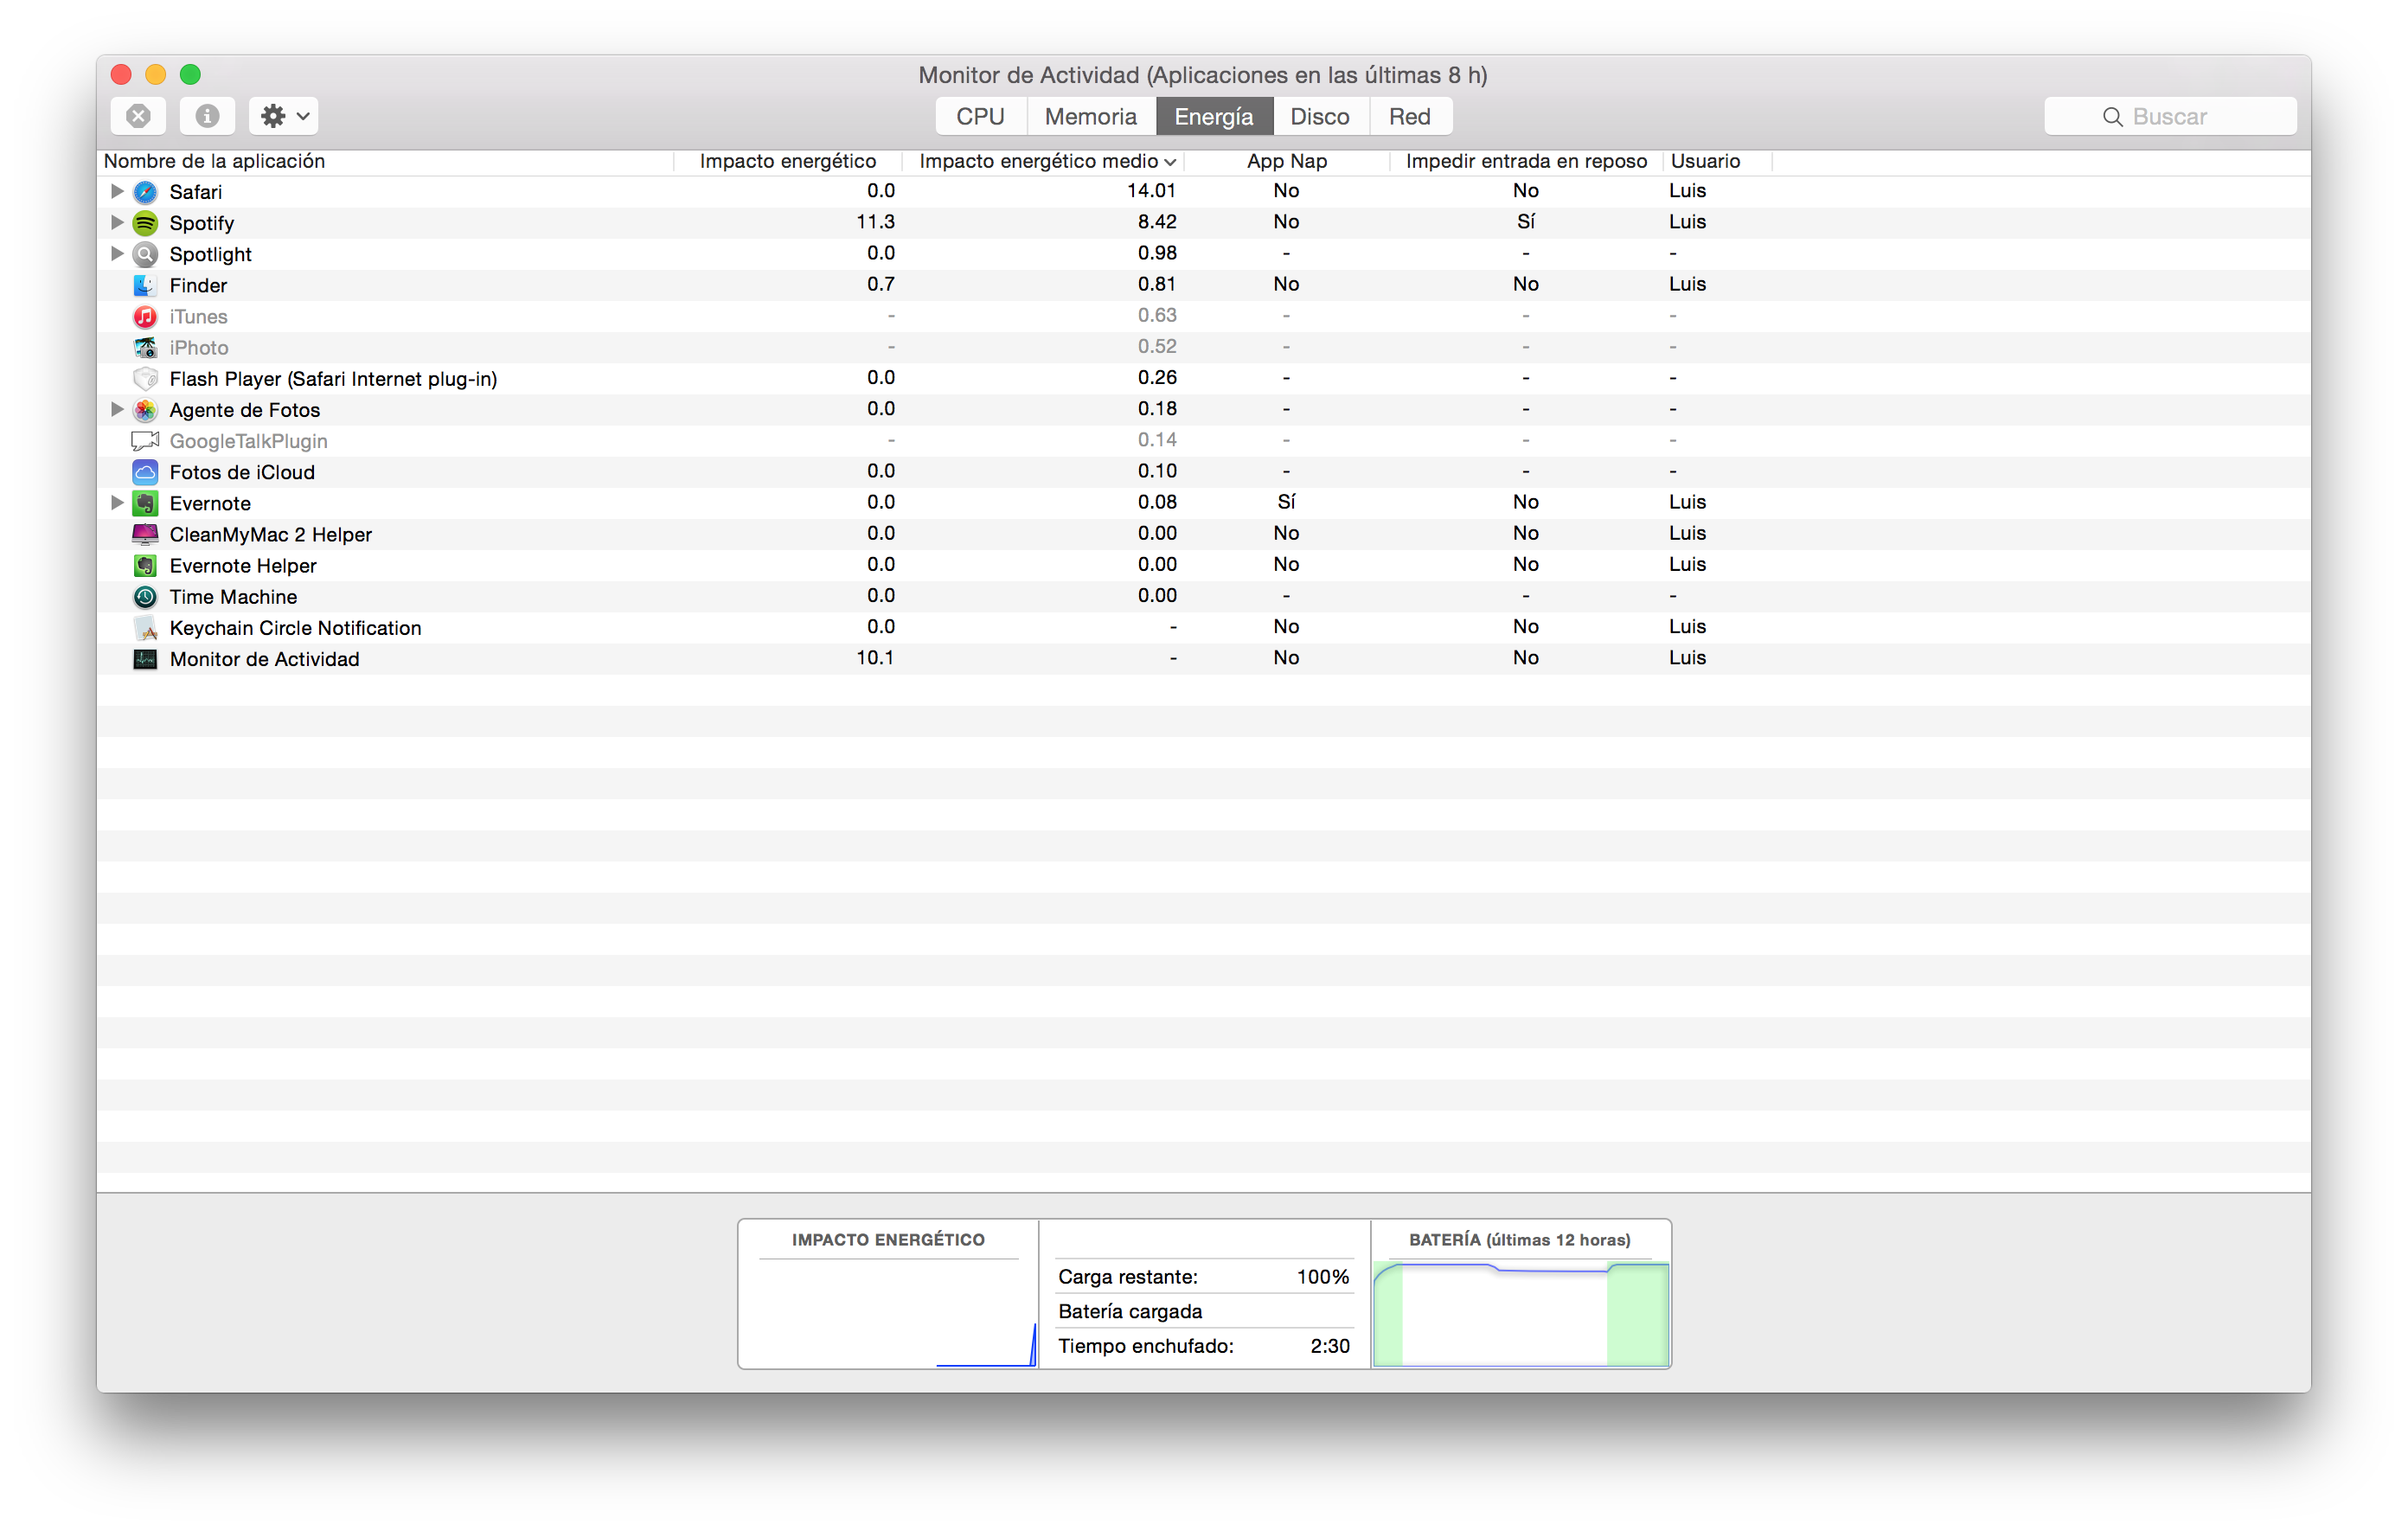 Monitor de Actividad (Aplicaciones en las últimas 8 h)
CPU Memoria Energía Disco Red Buscar
Nombre de la aplicación Impacto energético Impacto energético medio App Nap Impedir entrada en reposo Usuario
Safari 0.0 14.01 No No Luis
Spotify 11.3 8.42 No Sí Luis
Spotlight 0.0 0.98 - - -
Finder 0.7 0.81 No No Luis
iTunes - 0.63 - - -
iPhoto - 0.52 - - -
Flash Player (Safari Internet plug-in) 0.0 0.26 - - -
Agente de Fotos 0.0 0.18 - - -
GoogleTalkPlugin - 0.14 - - -
Fotos de iCloud 0.0 0.10 - - -
Evernote 0.0 0.08 Sí No Luis
CleanMyMac 2 Helper 0.0 0.00 No No Luis
Evernote Helper 0.0 0.00 No No Luis
Time Machine 0.0 0.00 - - -
Keychain Circle Notification 0.0 - No No Luis
Monitor de Actividad 10.1 - No No Luis
IMPACTO ENERGÉTICO BATERÍA (últimas 12 horas)
Carga restante: 100%
Batería cargada
Tiempo enchufado: 2:30